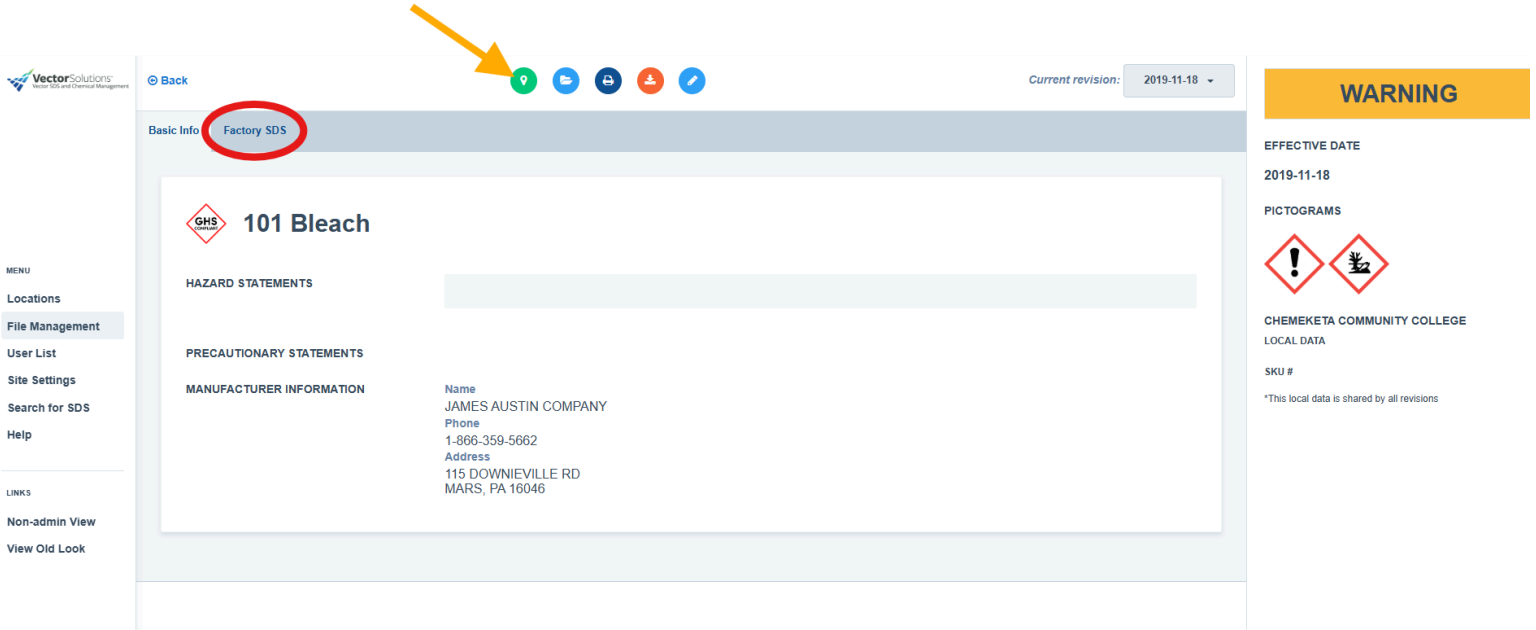 VectorSolutions™
Vector SDS and Chemical Management
Back
Current revision: 2019-11-18
Basic Info Factory SDS
GHS
COMPLIANT
101 Bleach
HAZARD STATEMENTS
PRECAUTIONARY STATEMENTS
MANUFACTURER INFORMATION
Name
JAMES AUSTIN COMPANY
Phone
1-866-359-5662
Address
115 DOWNIEVILLE RD
MARS, PA 16046
MENU
Locations
File Management
User List
Site Settings
Search for SDS
Help
LINKS
Non-admin View
View Old Look
WARNING
EFFECTIVE DATE
2019-11-18
PICTOGRAMS
CHEMEKETA COMMUNITY COLLEGE
LOCAL DATA
SKU #
*This local data is shared by all revisions